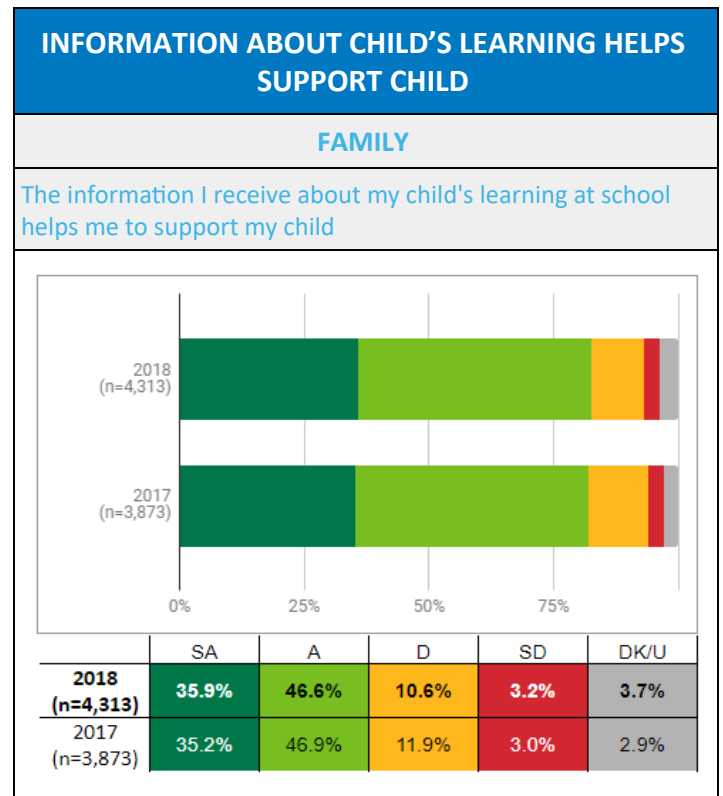 INFORMATION ABOUT CHILD’S LEARNING HELPS
SUPPORT CHILD
FAMILY
The information I receive about my child's learning at school
helps me to support my child
2018
(n=4,313)
2017
(n=3,873)
0% 25% 50% 75%
SA A D SD DK/U
2018
(n=4,313) 35.9% 46.6% 10.6% 3.2% 3.7%
2017
(n=3,873) 35.2% 46.9% 11.9% 3.0% 2.9%